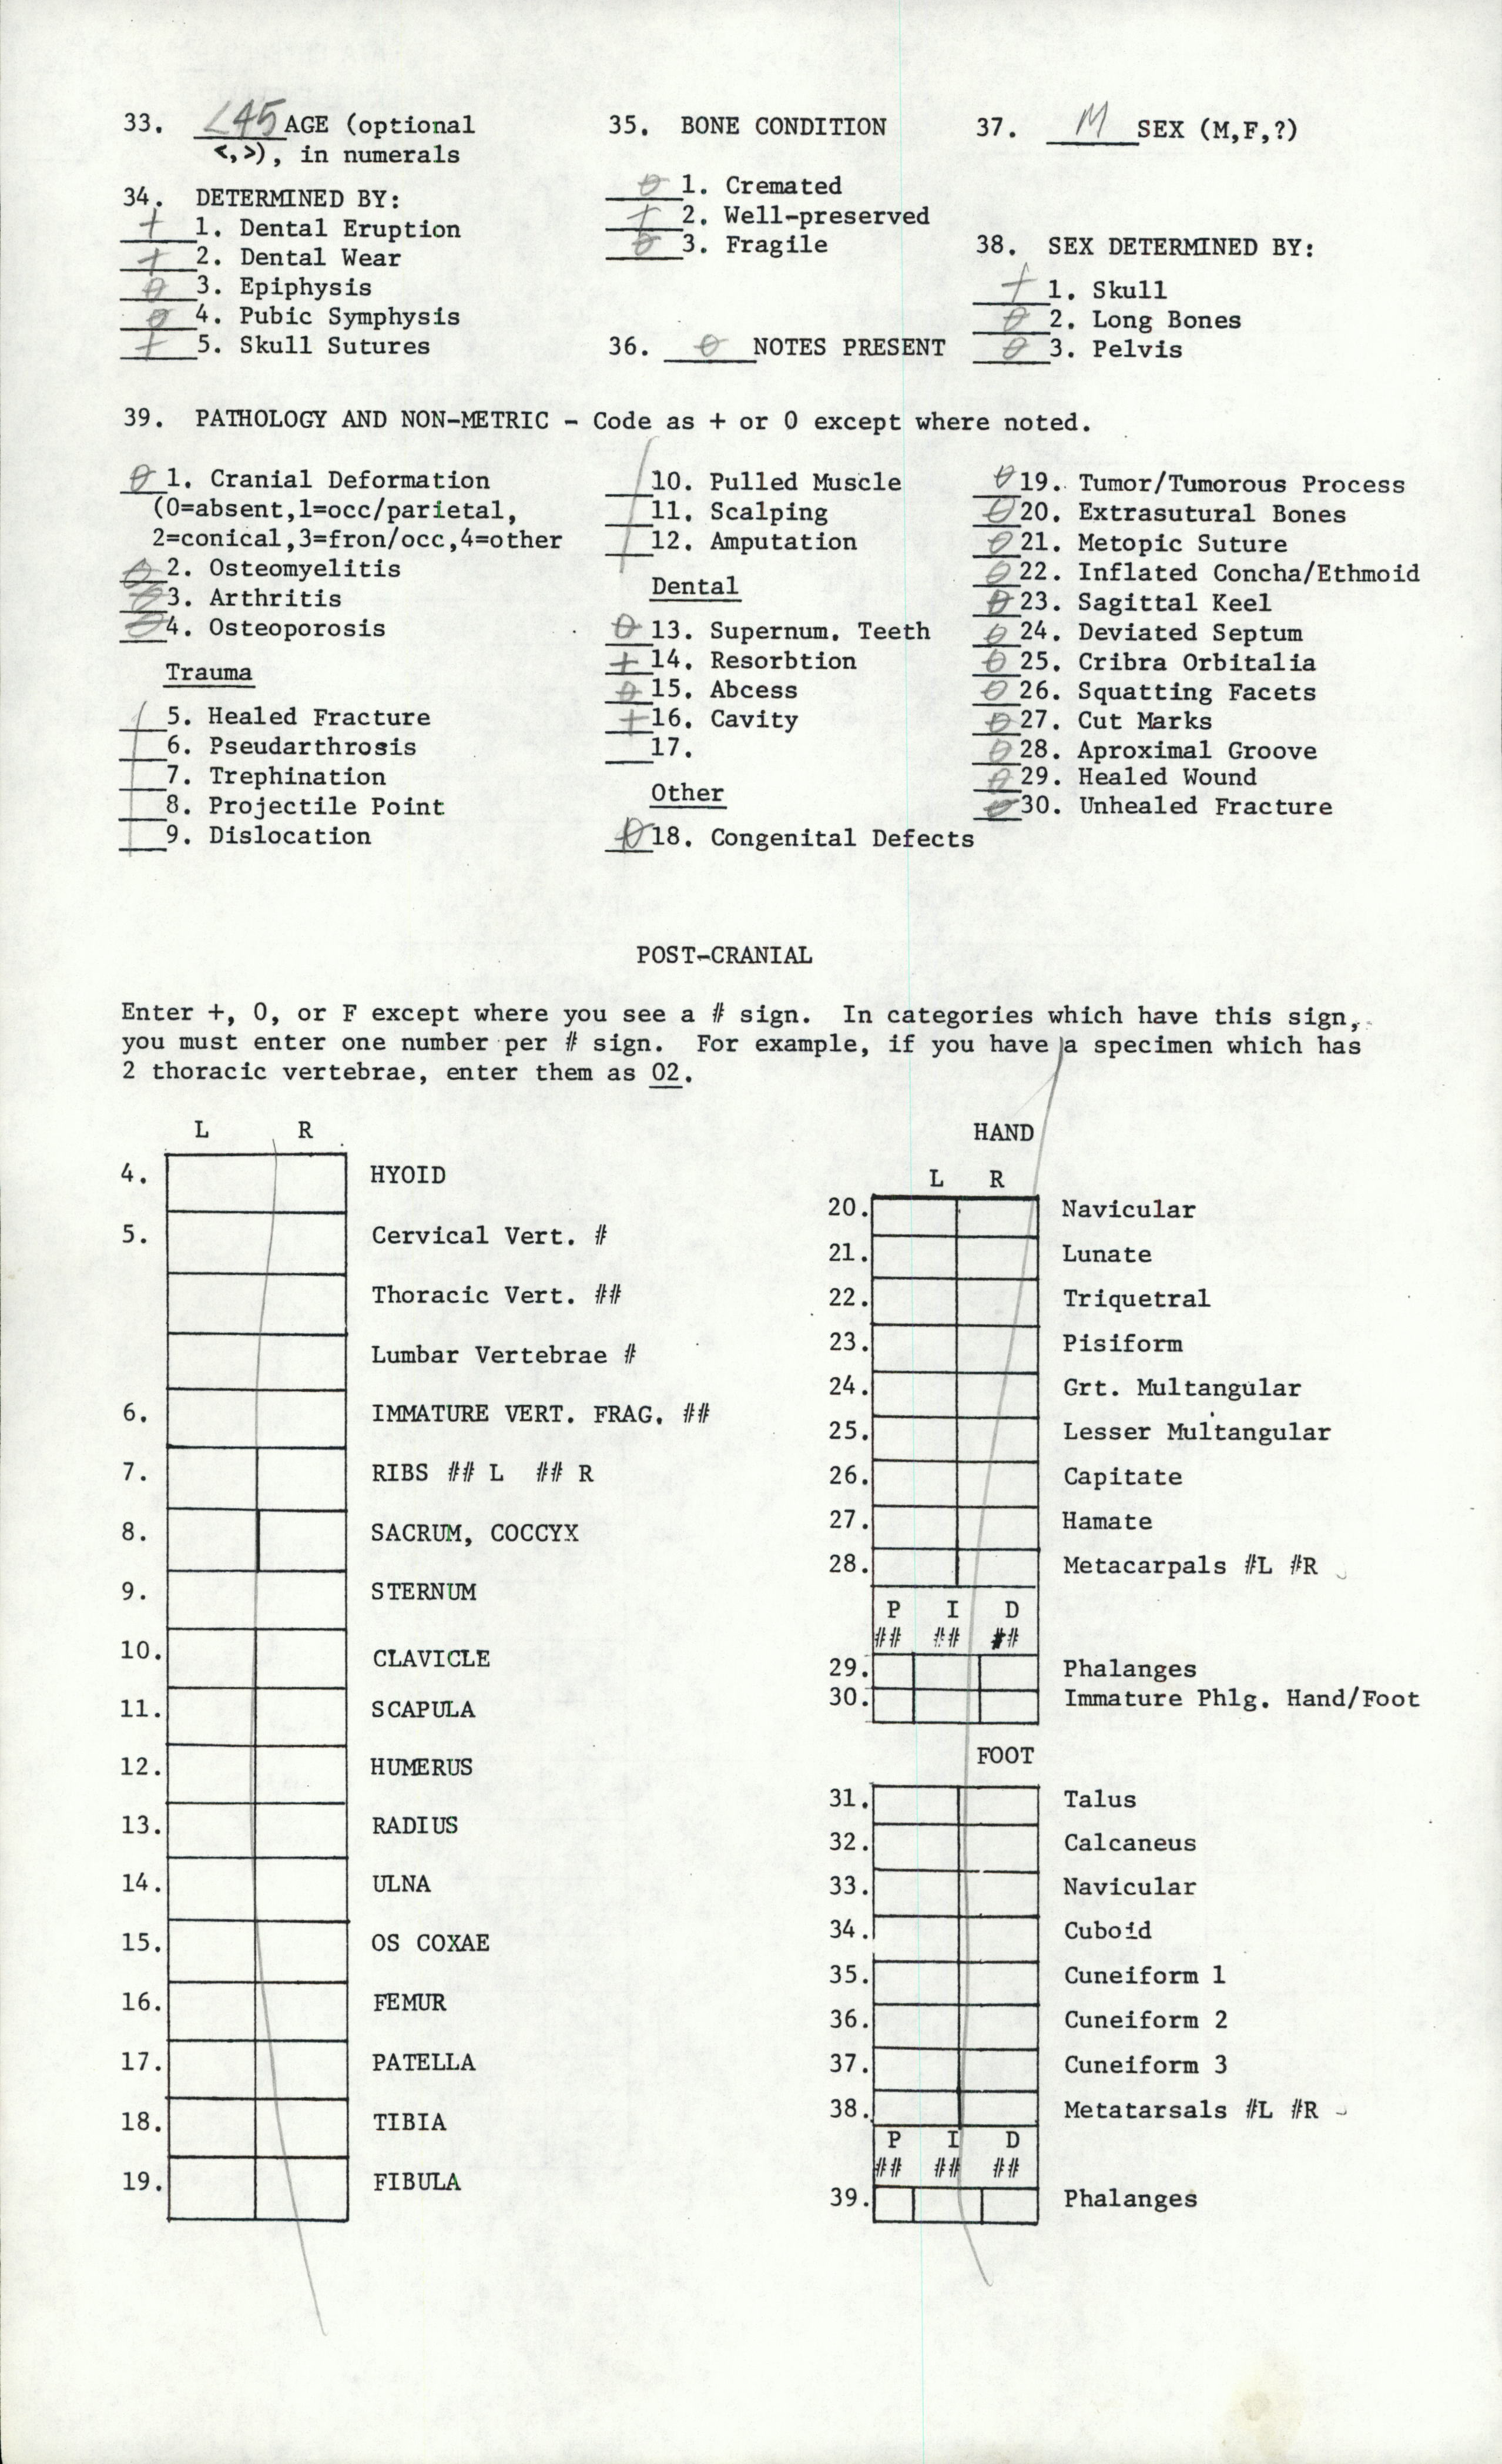 33. <45 AGE (optional
<,>), in numerals
34. DETERMINED BY:
+ 1. Dental Eruption
+ 2. Dental Wear
0 3. Epiphysis
0 4. Pubic Symphysis
+ 5. Skull Sutures
35. BONE CONDITION
0 1. Cremated
+ 2. Well-preserved
0 3. Fragile
36. 0 NOTES PRESENT
37. M SEX (M,F,?)
38. SEX DETERMINED BY:
+ 1. Skull
0 2. Long Bones
0 3. Pelvis
39. PATHOLOGY AND NON-METRIC - Code as + or 0 except where noted.
0 1. Cranial Deformation
(0=absent,1=occ/parietal,
2=conical,3=fron/occ,4=other
0 2. Osteomyelitis
0 3. Arthritis
0 4. Osteoporosis
Trauma
5. Healed Fracture
6. Pseudarthrosis
7. Trephination
8. Projectile Point
9. Dislocation
10. Pulled Muscle
11. Scalping
12. Amputation
Dental
0 13. Supernum. Teeth
+ 14. Resorbtion
0 15. Abcess
+ 16. Cavity
17.
Other
0 18. Congenital Defects
0 19. Tumor/Tumorous Process
0 20. Extrasutural Bones
0 21. Metopic Suture
0 22. Inflated Concha/Ethmoid
0 23. Sagittal Keel
0 24. Deviated Septum
0 25. Cribra Orbitalia
0 26. Squatting Facets
0 27. Cut Marks
0 28. Aproximal Groove
0 29. Healed Wound
0 30. Unhealed Fracture
POST-CRANIAL
Enter +, 0, or F except where you see a # sign. In categories which have this sign,
you must enter one number per # sign. For example, if you have a specimen which has
2 thoracic vertebrae, enter them as 02.
L R
4. HYOID
5. Cervical Vert. #
Thoracic Vert. ##
Lumbar Vertebrae #
6. IMMATURE VERT. FRAG. ##
7. RIBS ## L ## R
8. SACRUM, COCCYX
9. STERNUM
10. CLAVICLE
11. SCAPULA
12. HUMERUS
13. RADIUS
14. ULNA
15. OS COXAE
16. FEMUR
17. PATELLA
18. TIBIA
19. FIBULA
HAND
L R
20. Navicular
21. Lunate
22. Triquetral
23. Pisiform
24. Grt. Multangular
25. Lesser Multangular
26. Capitate
27. Hamate
28. Metacarpals #L #R
P I D
## ## ##
29. Phalanges
30. Immature Phlg. Hand/Foot
FOOT
31. Talus
32. Calcaneus
33. Navicular
34. Cuboid
35. Cuneiform 1
36. Cuneiform 2
37. Cuneiform 3
38. Metatarsals #L #R
P I D
## ## ##
39. Phalanges